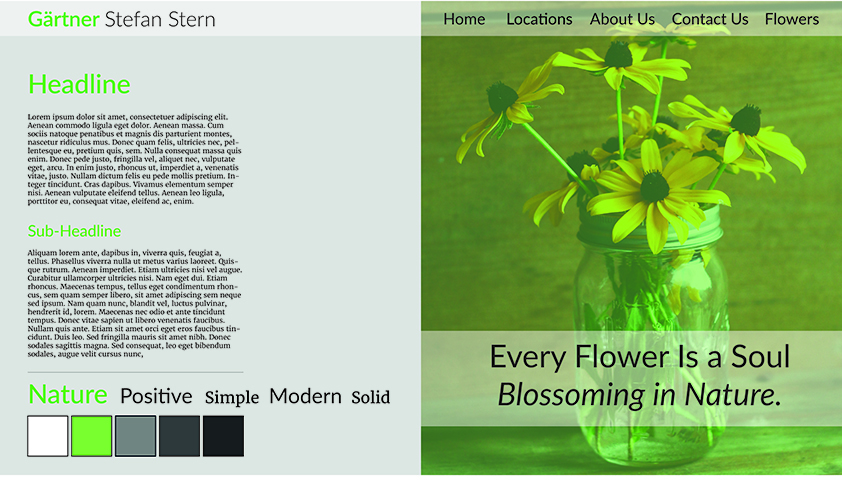 Gärtner Stefan Stern
Home Locations About Us Contact Us Flowers
Headline
Lorem ipsum dolor sit amet, consectetuer adipiscing elit.
Aenean commodo ligula eget dolor. Aenean massa. Cum
sociis natoque penatibus et magnis dis parturient montes,
nascetur ridiculus mus. Donec quam felis, ultricies nec, pel-
lentesque eu, pretium quis, sem. Nulla consequat massa quis
enim. Donec pede justo, fringilla vel, aliquet nec, vulputate
eget, arcu. In enim justo, rhoncus ut, imperdiet a, venenatis
vitae, justo. Nullam dictum felis eu pede mollis pretium. In-
teger tincidunt. Cras dapibus. Vivamus elementum semper
nisi. Aenean vulputate eleifend tellus. Aenean leo ligula,
porttitor eu, consequat vitae, eleifend ac, enim.
Sub-Headline
Aliquam lorem ante, dapibus in, viverra quis, feugiat a,
tellus. Phasellus viverra nulla ut metus varius laoreet. Quis-
que rutrum. Aenean imperdiet. Etiam ultricies nisi vel augue.
Curabitur ullamcorper ultricies nisi. Nam eget dui. Etiam
rhoncus. Maecenas tempus, tellus eget condimentum rhon-
cus, sem quam semper libero, sit amet adipiscing sem neque
sed ipsum. Nam quam nunc, blandit vel, luctus pulvinar,
hendrerit id, lorem. Maecenas nec odio et ante tincidunt
tempus. Donec vitae sapien ut libero venenatis faucibus.
Nullam quis ante. Etiam sit amet orci eget eros faucibus tin-
cidunt. Duis leo. Sed fringilla mauris sit amet nibh. Donec
sodales sagittis magna. Sed consequat, leo eget bibendum
sodales, augue velit cursus nunc,
Nature Positive Simple Modern Solid
Every Flower Is a Soul
Blossoming in Nature.